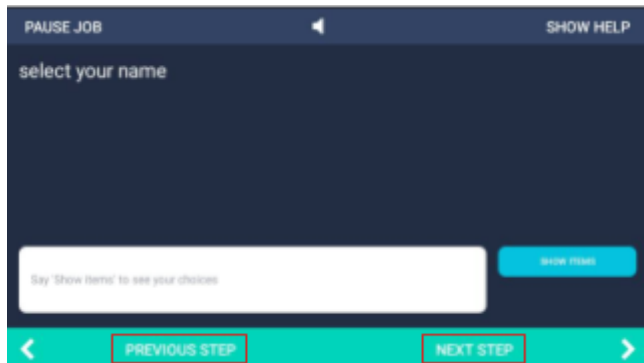 PAUSE JOB SHOW HELP
select your name
Say 'Show items' to see your choices
SHOW ITEMS
PREVIOUS STEP NEXT STEP